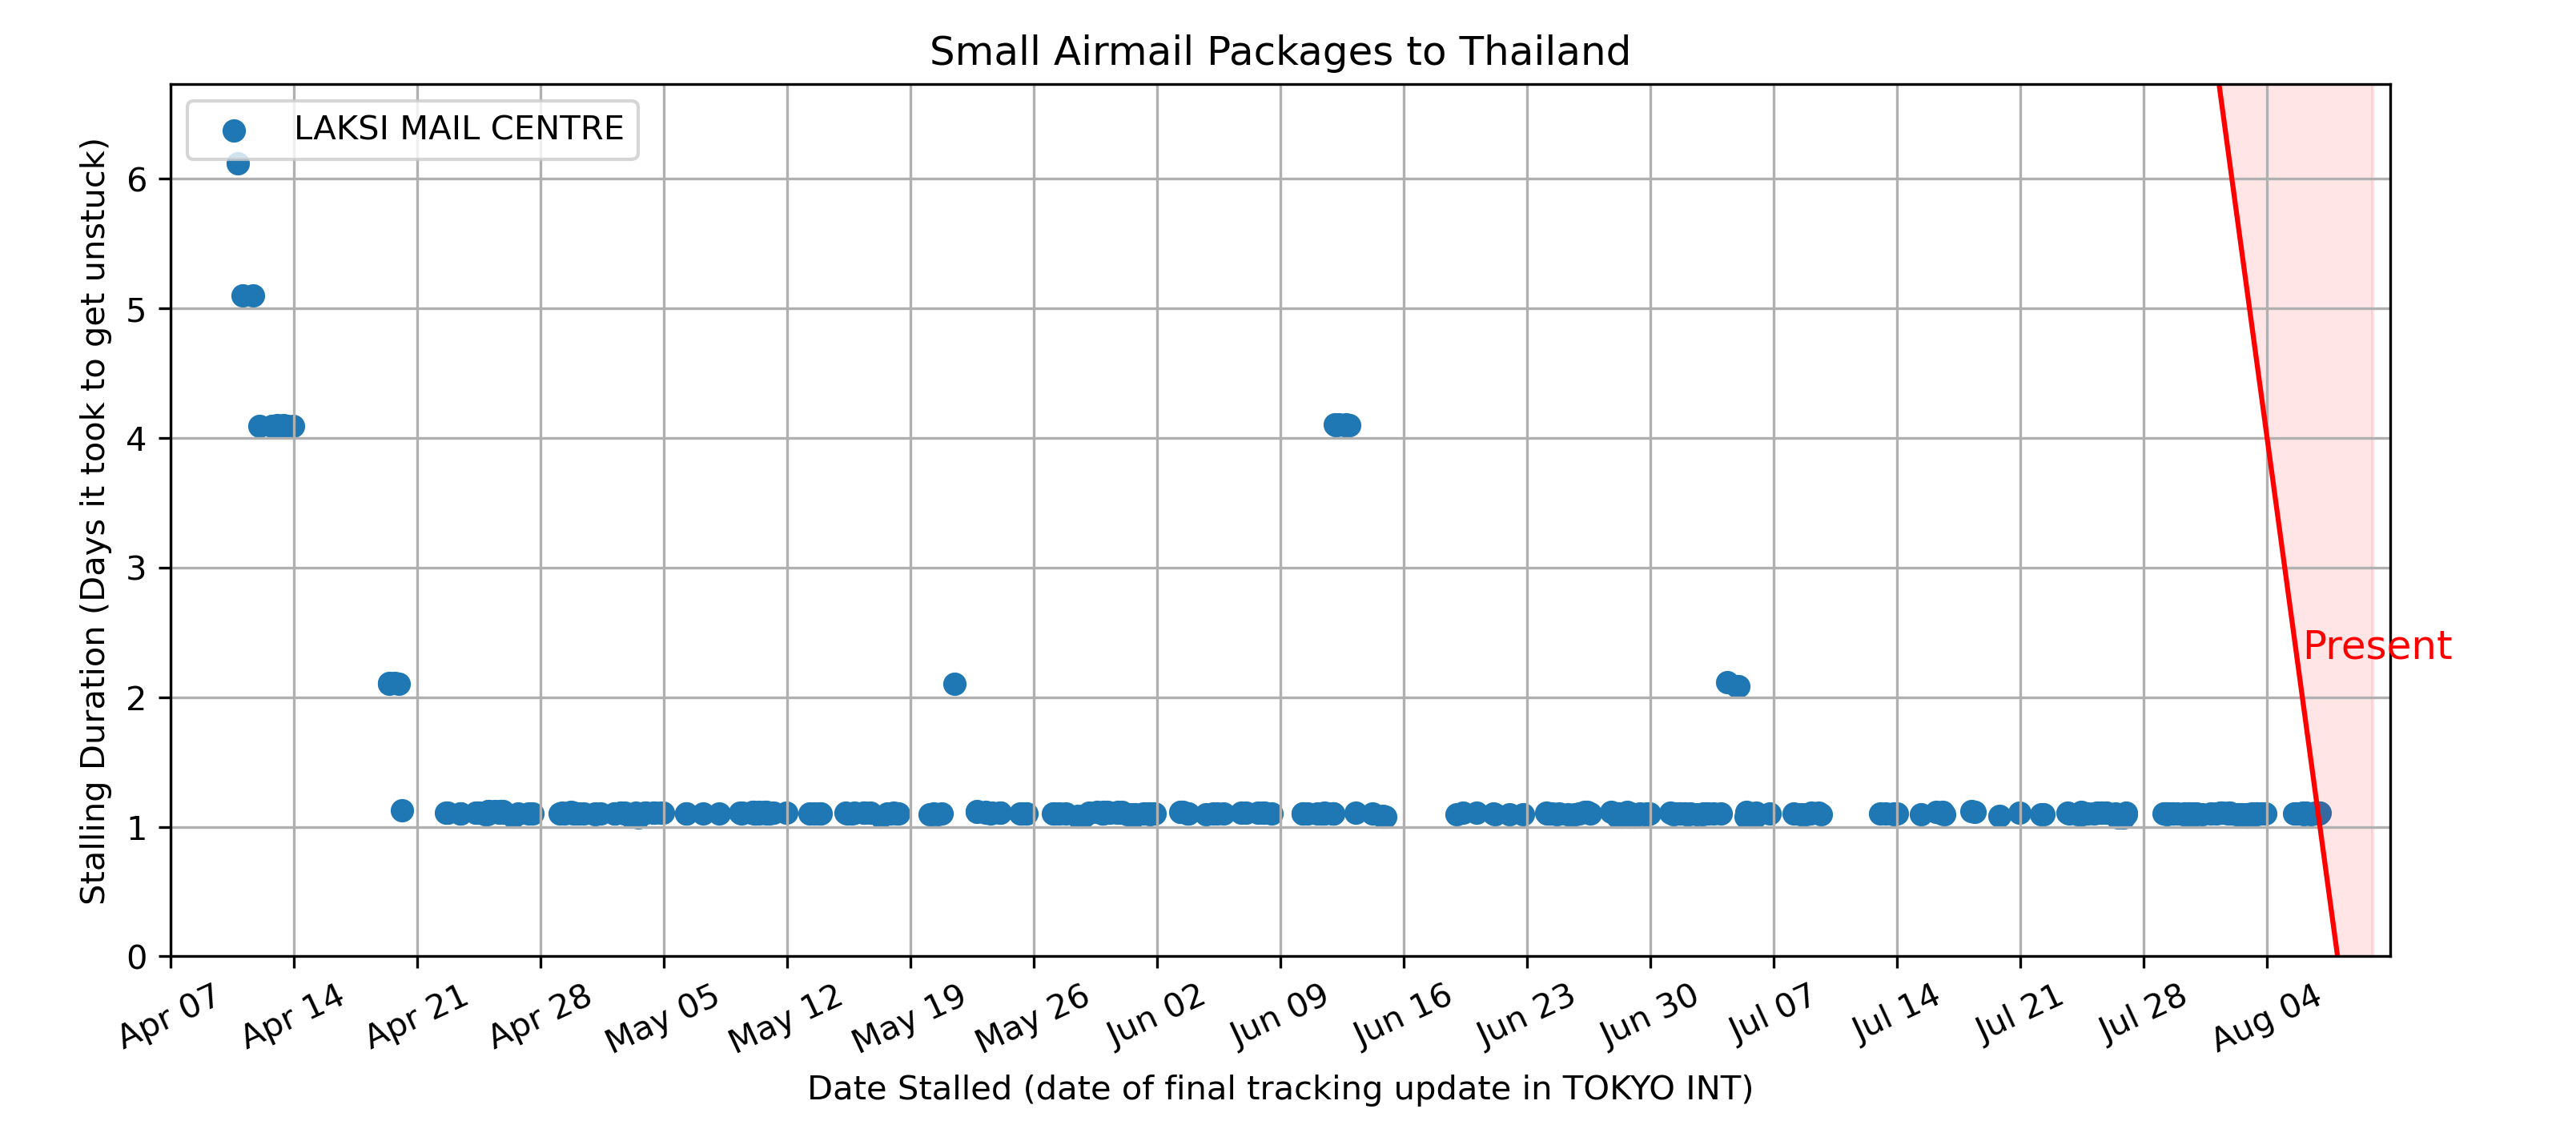 Small Airmail Packages to Thailand
LAKSI MAIL CENTRE
Stalling Duration (Days it took to get unstuck)
6
5
4
3
2
1
0
Present
Apr 07
Apr 14
Apr 21
Apr 28
May 05
May 12
May 19
May 26
Jun 02
Jun 09
Jun 16
Jun 23
Jun 30
Jul 07
Jul 14
Jul 21
Jul 28
Aug 04
Date Stalled (date of final tracking update in TOKYO INT)